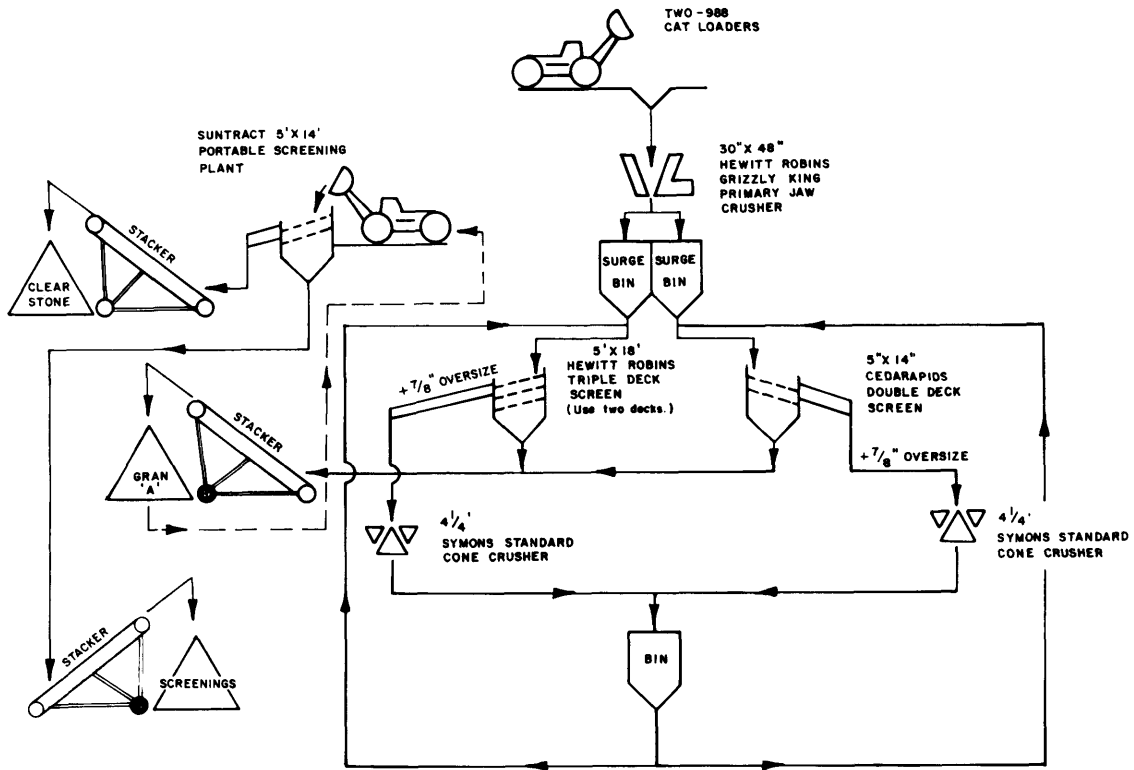 TWO-988
CAT LOADERS
SUNTRACT 5'X14'
PORTABLE SCREENING
PLANT
30"X 48"
HEWITT ROBINS
GRIZZLY KING
PRIMARY JAW
CRUSHER
STACKER
CLEAR
STONE
SURGE
BIN
SURGE
BIN
5'X18'
HEWITT ROBINS
TRIPLE DECK
SCREEN
(Use two decks.)
5"X 14"
CEDARAPIDS
DOUBLE DECK
SCREEN
+7/8" OVERSIZE
STACKER
GRAN
'A'
+7/8" OVERSIZE
4 1/4'
SYMONS STANDARD
CONE CRUSHER
4 1/4'
SYMONS STANDARD
CONE CRUSHER
STACKER
SCREENINGS
BIN